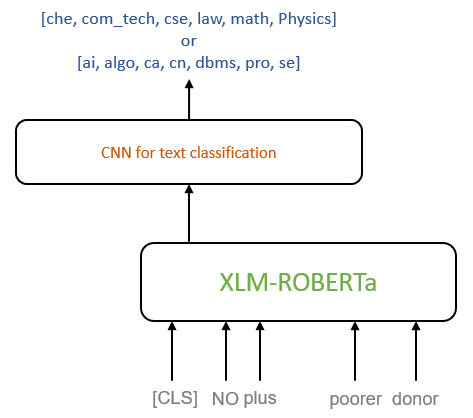 [che, com_tech, cse, law, math, Physics]
or
[ai, algo, ca, cn, dbms, pro, se]
CNN for text classification
XLM-ROBERTa
[CLS] NO plus poorer donor